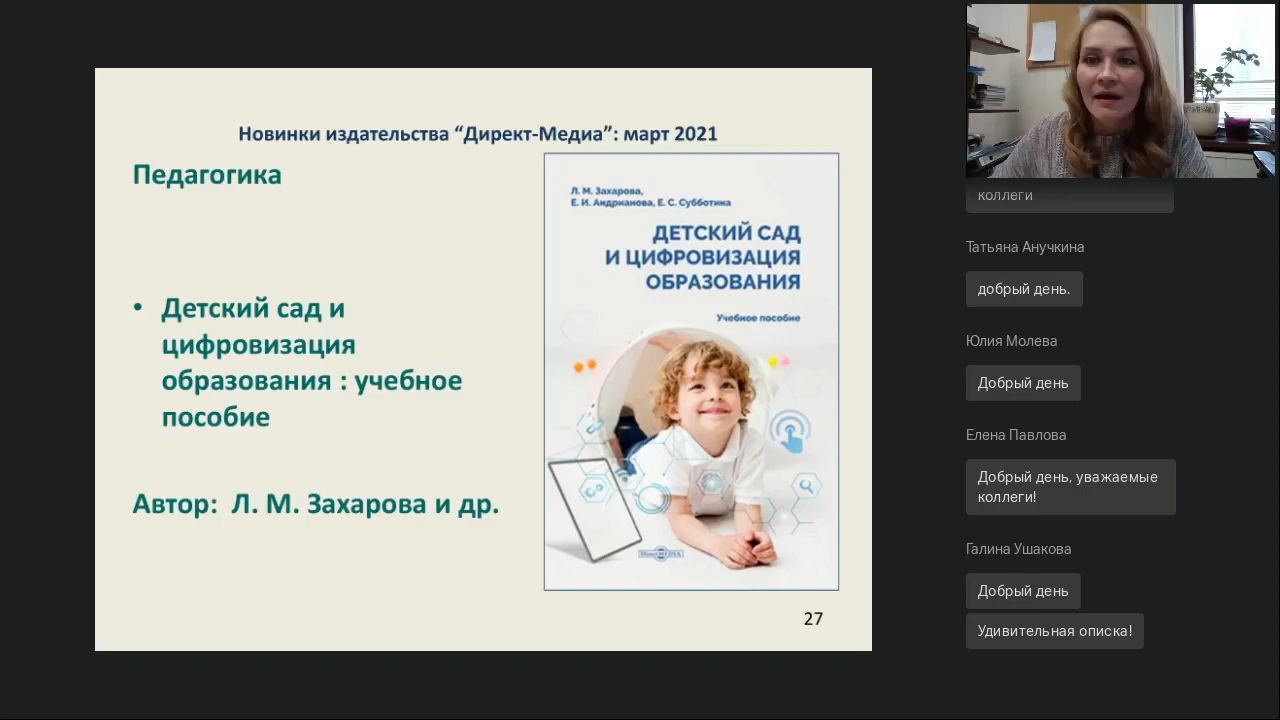 Новинки издательства “Директ-Медиа”: март 2021
Педагогика
• Детский сад и
цифровизация
образования : учебное
пособие
Автор: Л. М. Захарова и др.
Л. М. Захарова,
Е. И. Андрианова, Е. С. Субботина
ДЕТСКИЙ САД
И ЦИФРОВИЗАЦИЯ
ОБРАЗОВАНИЯ
Учебное пособие
DirectMEDIA
27
коллеги
Татьяна Анучкина
добрый день.
Юлия Молева
Добрый день
Елена Павлова
Добрый день, уважаемые
коллеги!
Галина Ушакова
Добрый день
Удивительная описка!